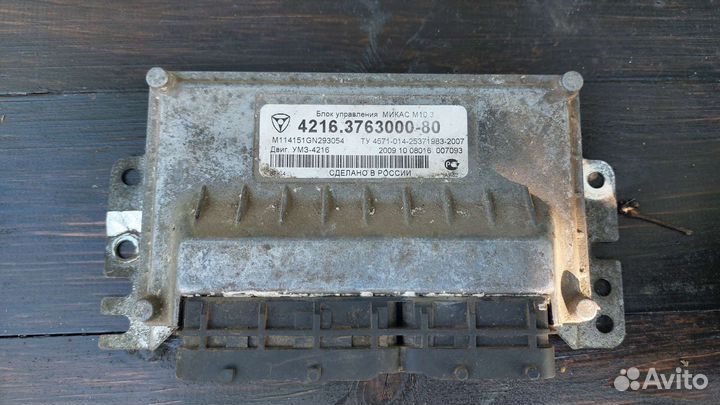 Блок управления МИКАС М10.3
4216.3763000-80
M114151GN293054 ТУ 4571-014-25371983-2007
Двиг. УМЗ-4216 2009 10 08016 007093
СДЕЛАНО В РОССИИ
Avito